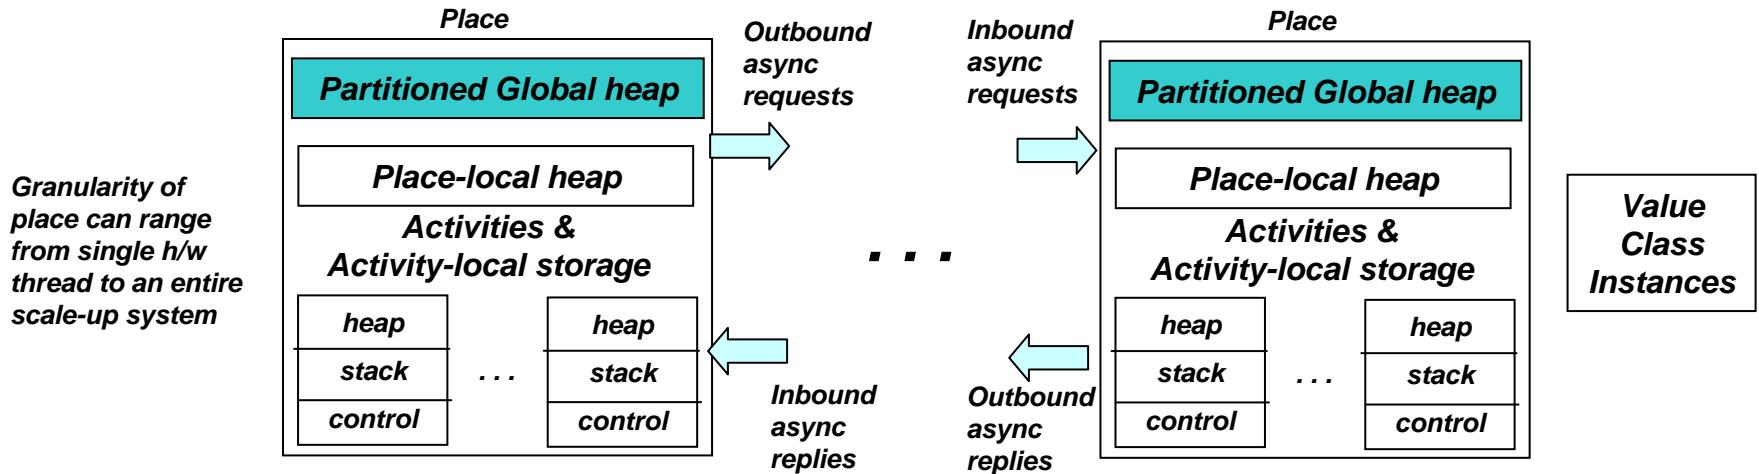 Granularity of
place can range
from single h/w
thread to an entire
scale-up system
Place
Partitioned Global heap
Place-local heap
Activities &
Activity-local storage
heap
stack
control
. . .
heap
stack
control
Outbound
async
requests
Inbound
async
replies
. . .
Inbound
async
requests
Outbound
async
replies
Place
Partitioned Global heap
Place-local heap
Activities &
Activity-local storage
heap
stack
control
. . .
heap
stack
control
Value
Class
Instances